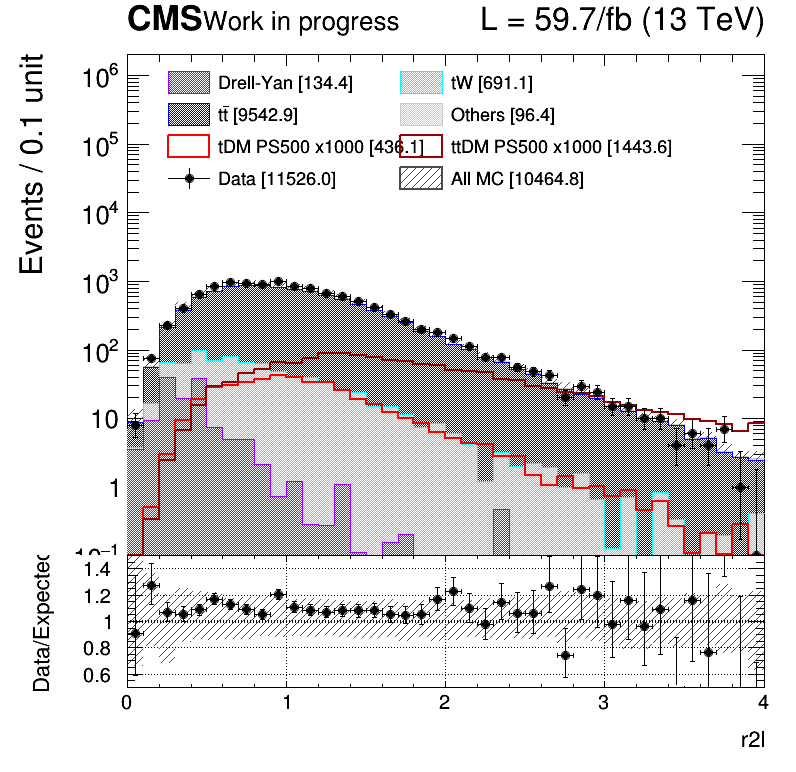 CMS Work in progress L = 59.7/fb (13 TeV)
Events / 0.1 unit
10⁶
10⁵
10⁴
10³
10²
10
1
10⁻¹
Drell-Yan [134.4]
tW [691.1]
tt̄ [9542.9]
Others [96.4]
tDM PS500 x1000 [436.1]
ttDM PS500 x1000 [1443.6]
Data [11526.0]
All MC [10464.8]
Data/Expected
1.4
1.2
1
0.8
0.6
0 1 2 3 4
r2l